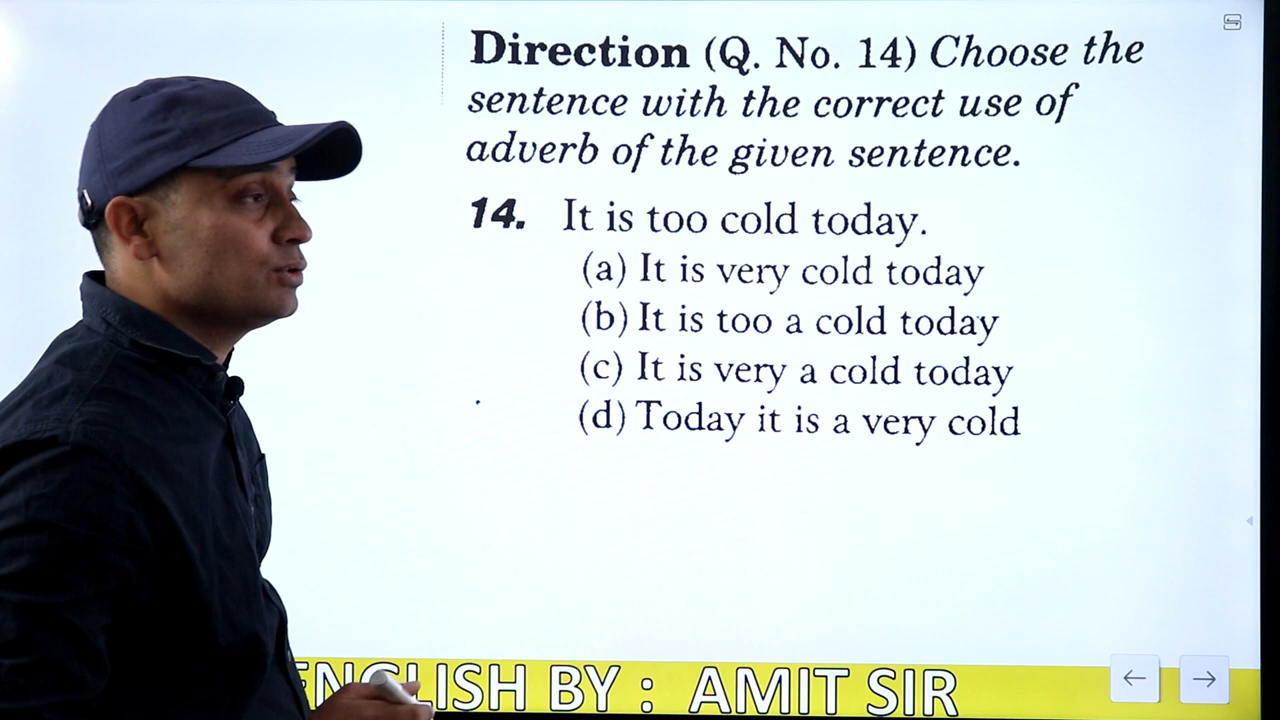 Direction (Q. No. 14) Choose the
sentence with the correct use of
adverb of the given sentence.
14. It is too cold today.
(a) It is very cold today
(b) It is too a cold today
(c) It is very a cold today
(d) Today it is a very cold
ENGLISH BY : AMIT SIR